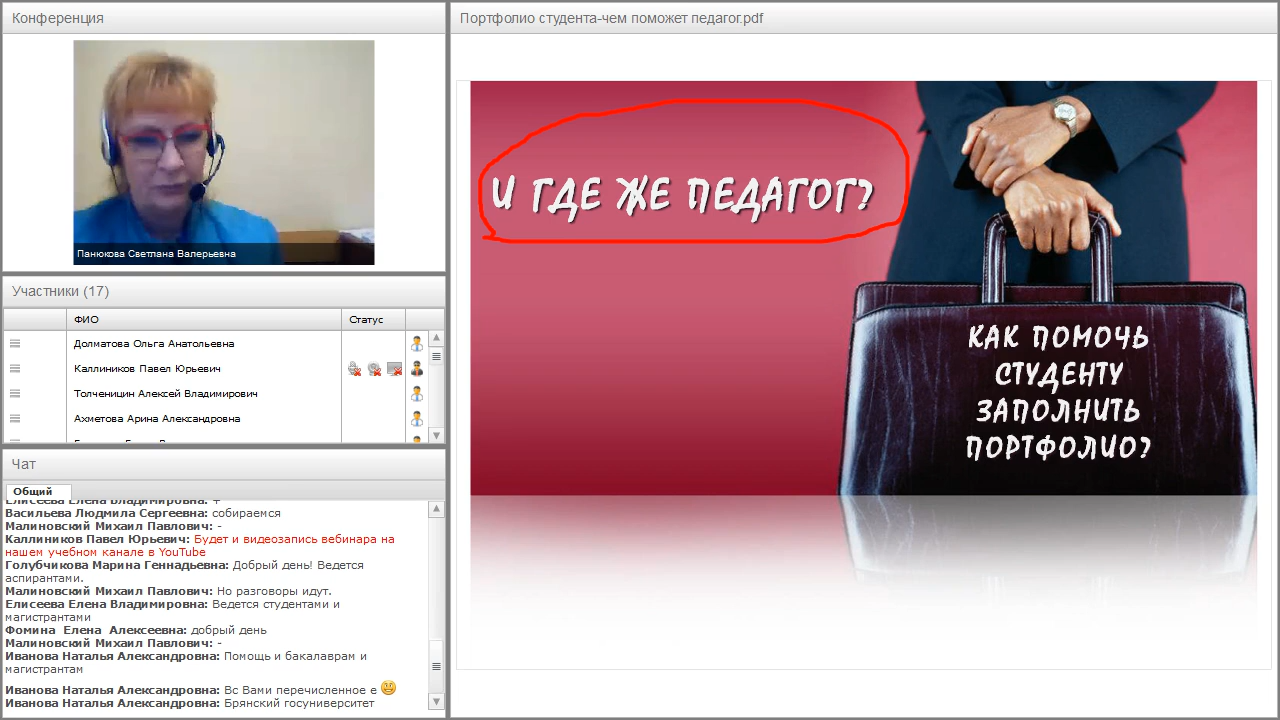 Конференция
Панюкова Светлана Валерьевна
Участники (17)
ФИО
Статус
Долматова Ольга Анатольевна
Каллиников Павел Юрьевич
Толченицин Алексей Владимирович
Ахметова Арина Александровна
Чат
Общий
Елисеева Елена Владимировна: +
Васильева Людмила Сергеевна: собираемся
Малиновский Михаил Павлович: -
Каллиников Павел Юрьевич: Будет и видеозапись вебинара на
нашем учебном канале в YouTube
Голубчикова Марина Геннадьевна: Добрый день! Ведется
аспирантами.
Малиновский Михаил Павлович: Но разговоры идут.
Елисеева Елена Владимировна: Ведется студентами и
магистрантами
Фомина Елена Алексеевна: добрый день
Малиновский Михаил Павлович: -
Иванова Наталья Александровна: Помощь и бакалаврам и
магистрантам
Иванова Наталья Александровна: Вс Вами перечисленное е
Иванова Наталья Александровна: Брянский госуниверситет
Портфолио студента-чем поможет педагог.pdf
И ГДЕ ЖЕ ПЕДАГОГ?
КАК ПОМОЧЬ
СТУДЕНТУ
ЗАПОЛНИТЬ
ПОРТФОЛИО?